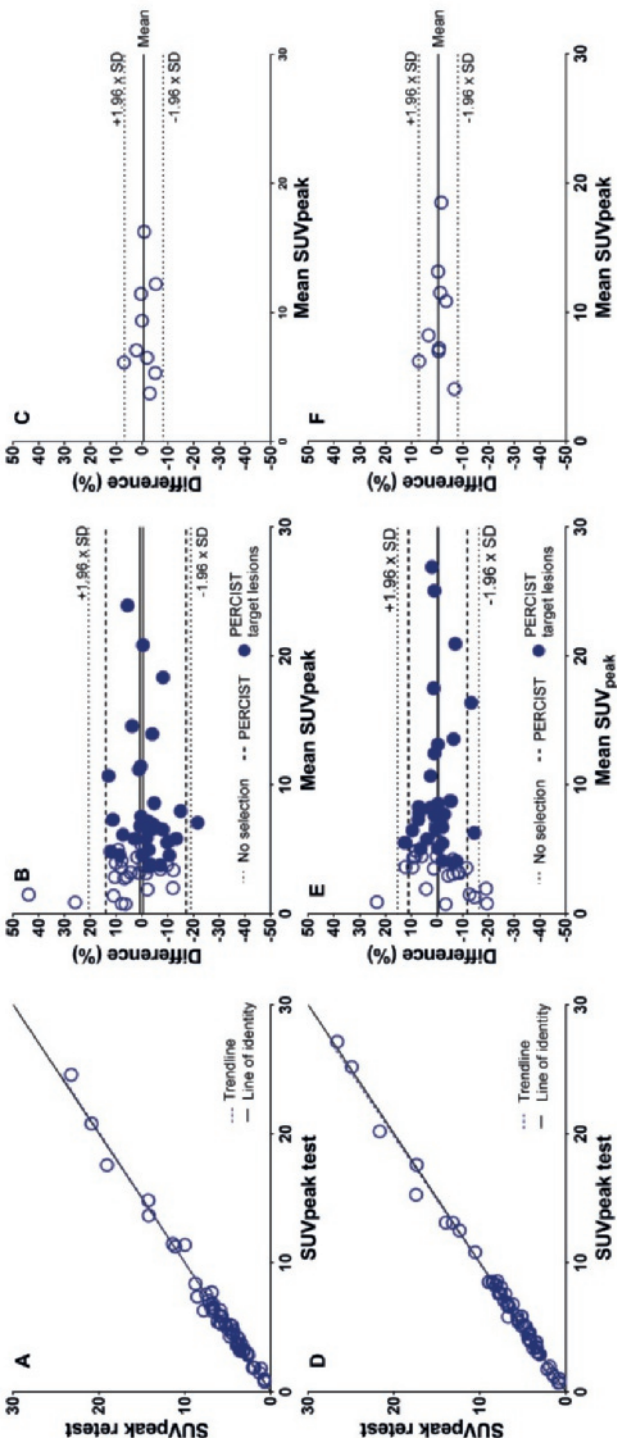 A
SUVpeak retest
30
20
10
0
0
10
20
30
SUVpeak test
Trendline
Line of identity
B
Difference (%)
50
40
30
20
10
0
-10
-20
-30
-40
-50
+1.96 x SD
-1.96 x SD
0
10
20
30
Mean SUVpeak
No selection
PERCIST
PERCIST
target lesions
C
Difference (%)
50
40
30
20
10
0
-10
-20
-30
-40
-50
+1.96 x SD
Mean
-1.96 x SD
0
10
20
30
Mean SUVpeak
D
SUVpeak retest
30
20
10
0
0
10
20
30
SUVpeak test
Trendline
Line of identity
E
Difference (%)
50
40
30
20
10
0
-10
-20
-30
-40
-50
+1.96 x SD
-1.96 x SD
0
10
20
30
Mean SUVpeak
No selection
PERCIST
PERCIST
target lesions
F
Difference (%)
50
40
30
20
10
0
-10
-20
-30
-40
-50
+1.96 x SD
Mean
-1.96 x SD
0
10
20
30
Mean SUVpeak